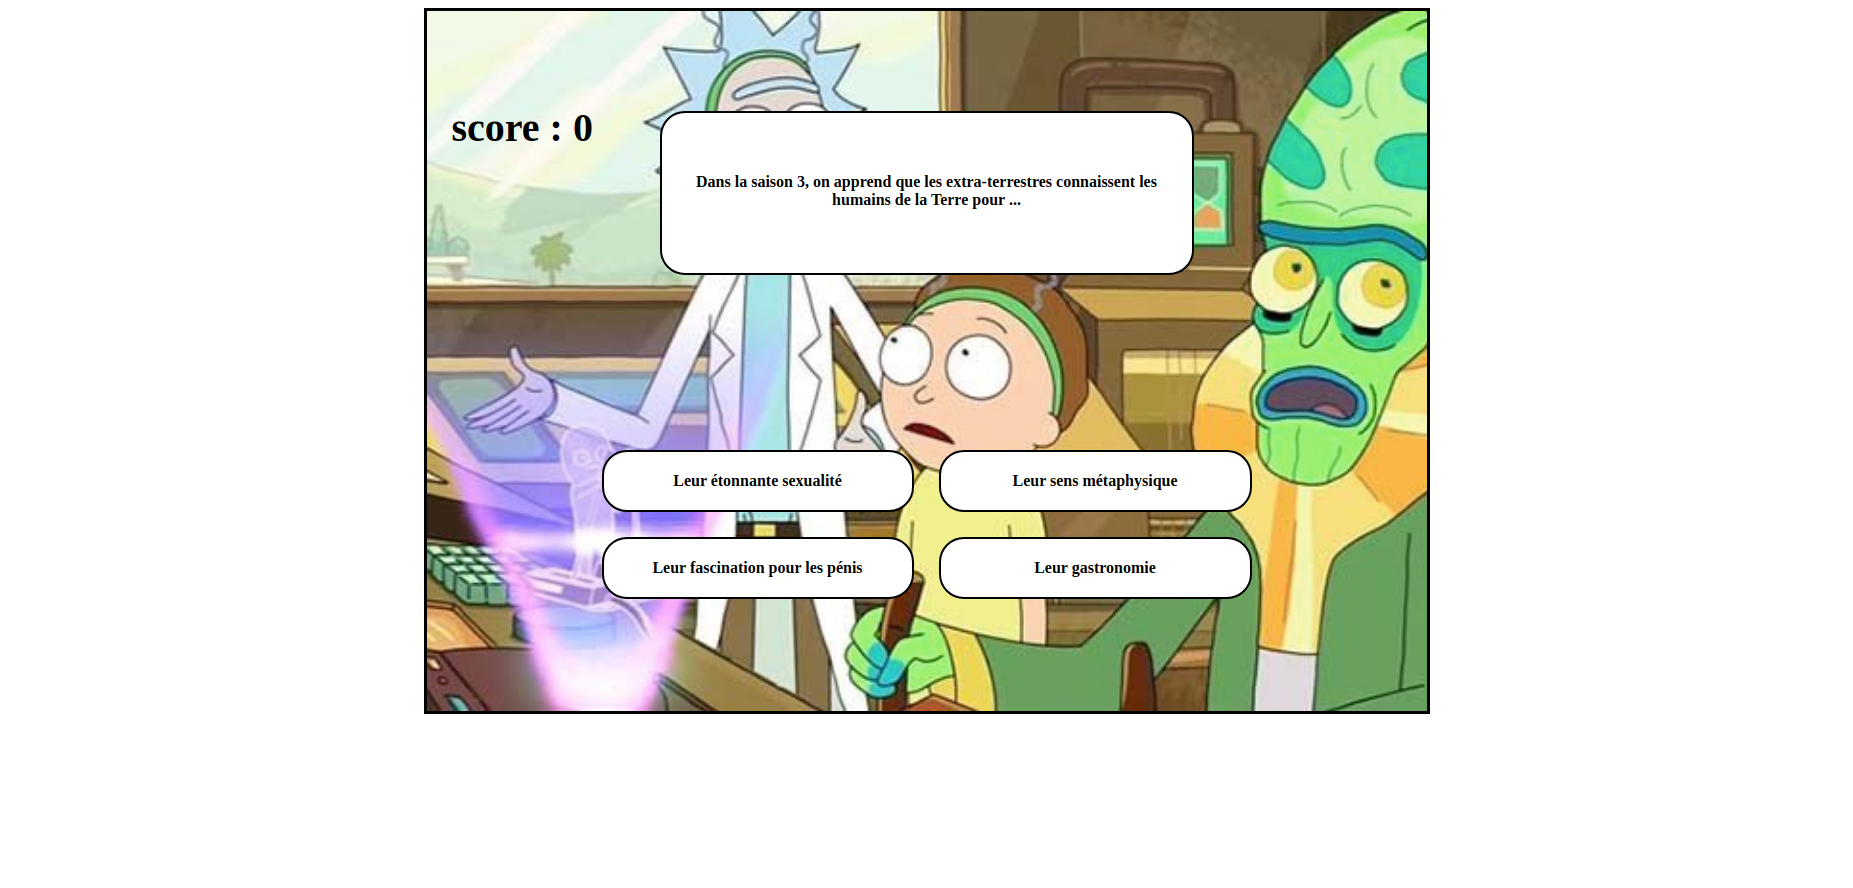 score : 0
Dans la saison 3, on apprend que les extra-terrestres connaissent les
humains de la Terre pour ...
Leur étonnante sexualité
Leur sens métaphysique
Leur fascination pour les pénis
Leur gastronomie